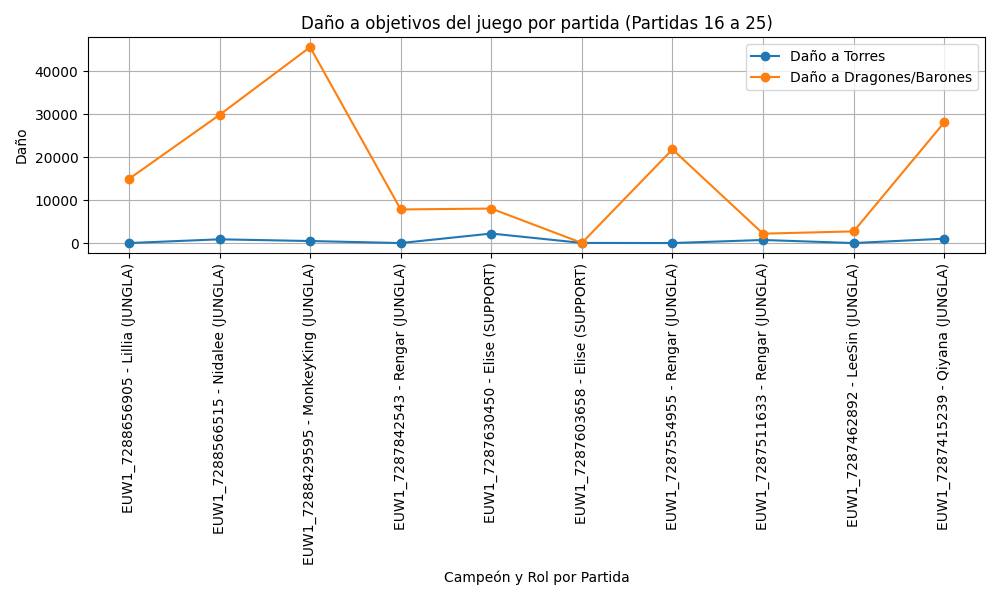 Daño a objetivos del juego por partida (Partidas 16 a 25)
Daño a Torres
Daño a Dragones/Barones
Daño
40000
30000
20000
10000
0
EUW1_7288656905 - Lillia (JUNGLA)
EUW1_7288566515 - Nidalee (JUNGLA)
EUW1_7288429595 - MonkeyKing (JUNGLA)
EUW1_7287842543 - Rengar (JUNGLA)
EUW1_7287630450 - Elise (SUPPORT)
EUW1_7287603658 - Elise (SUPPORT)
EUW1_7287554955 - Rengar (JUNGLA)
EUW1_7287511633 - Rengar (JUNGLA)
EUW1_7287462892 - LeeSin (JUNGLA)
EUW1_7287415239 - Qiyana (JUNGLA)
Campeón y Rol por Partida